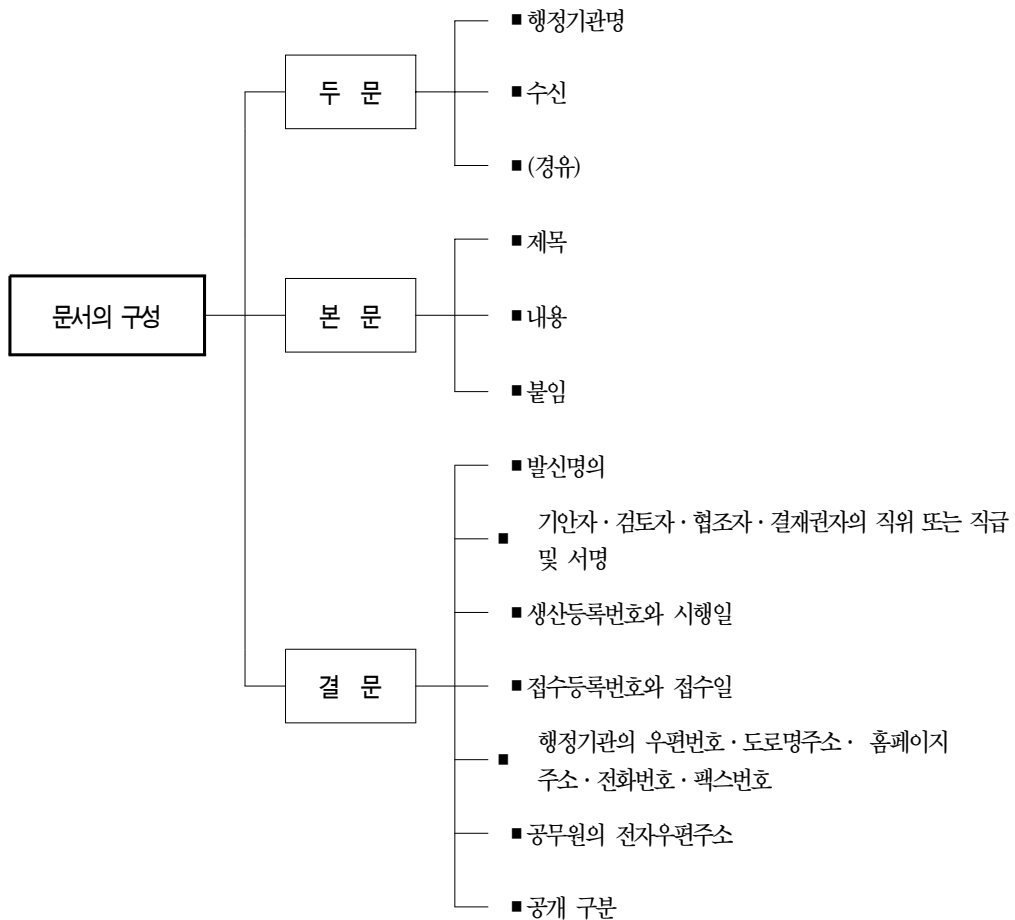 문서의 구성
두 문
■ 행정기관명
■ 수신
■ (경유)
본 문
■ 제목
■ 내용
■ 붙임
결 문
■ 발신명의
■ 기안자·검토자·협조자·결재권자의 직위 또는 직급
및 서명
■ 생산등록번호와 시행일
■ 접수등록번호와 접수일
■ 행정기관의 우편번호·도로명주소· 홈페이지
주소·전화번호·팩스번호
■ 공무원의 전자우편주소
■ 공개 구분